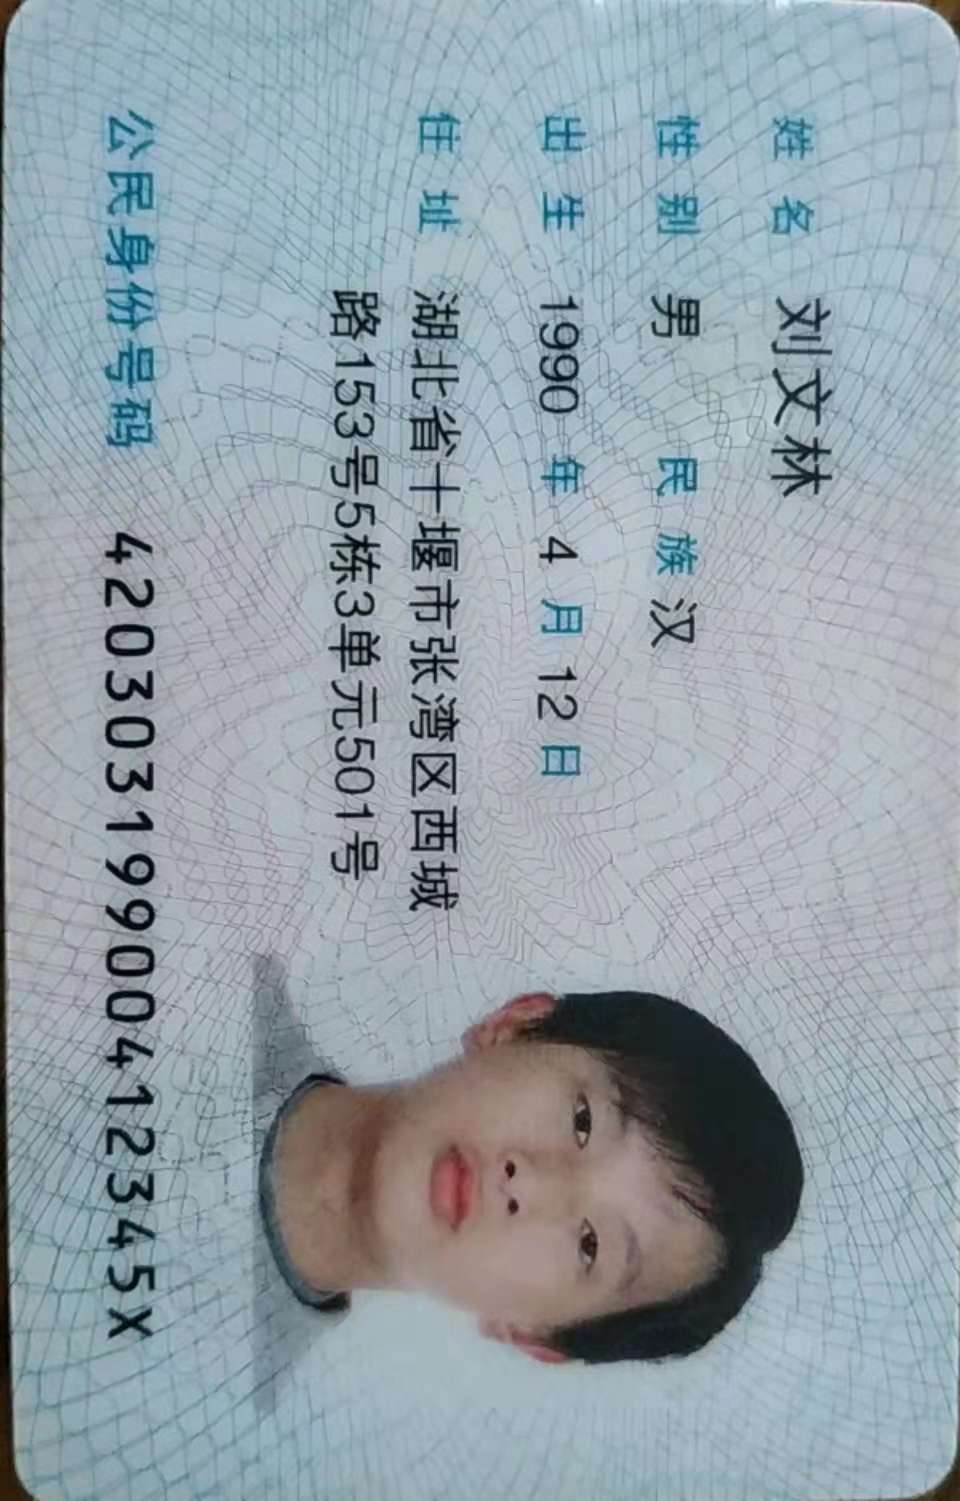 姓名 刘文林
性别 男 民族 汉
出生 1990 年 4 月 12 日
住址 湖北省十堰市张湾区西城
路153号5栋3单元501号
公民身份号码 42030319900412345X